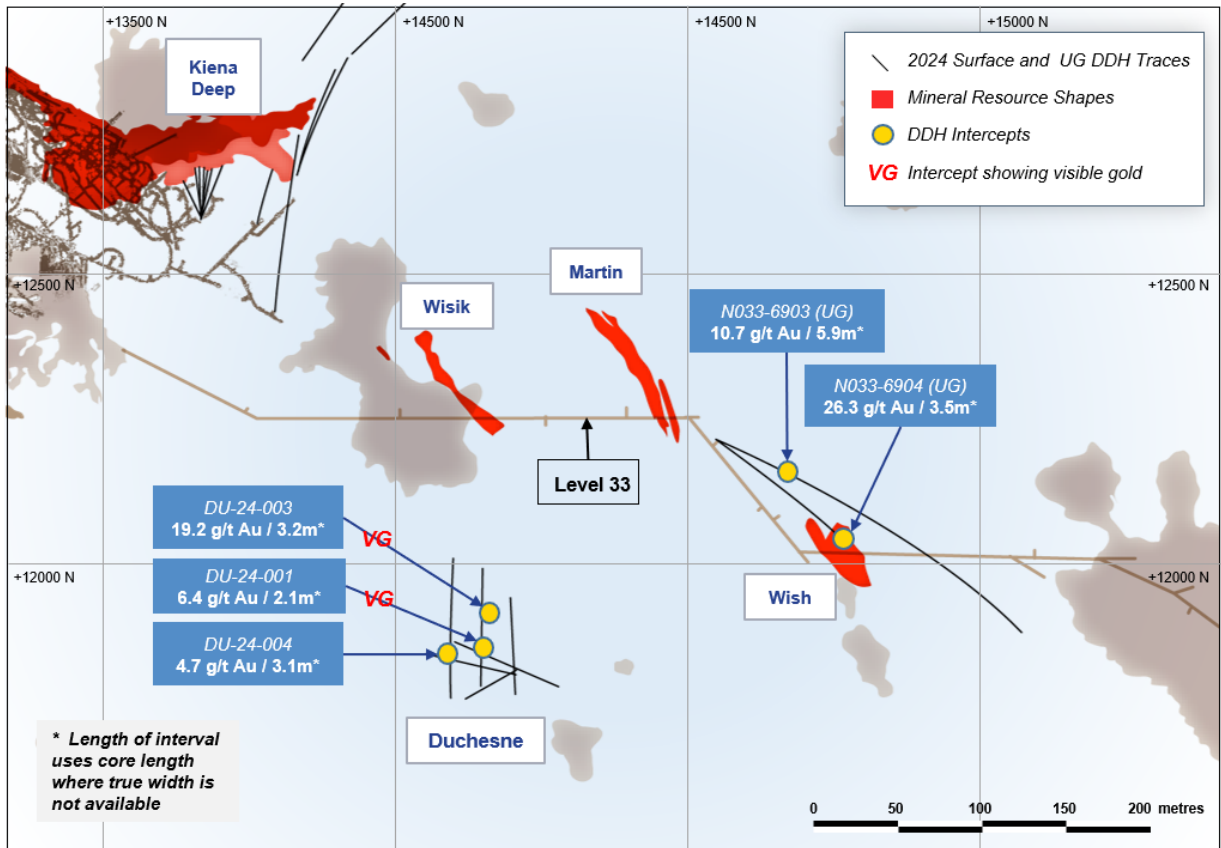 +13500 N
+14500 N
+14500 N
+15000 N
Kiena
Deep
2024 Surface and UG DDH Traces
Mineral Resource Shapes
DDH Intercepts
VG Intercept showing visible gold
+12500 N
+12500 N
Martin
Wisik
N033-6903 (UG)
10.7 g/t Au / 5.9m*
N033-6904 (UG)
26.3 g/t Au / 3.5m*
Level 33
DU-24-003
19.2 g/t Au / 3.2m*
VG
+12000 N
+12000 N
DU-24-001
6.4 g/t Au / 2.1m*
VG
Wish
DU-24-004
4.7 g/t Au / 3.1m*
Duchesne
* Length of interval
uses core length
where true width is
not available
0 50 100 150 200 metres